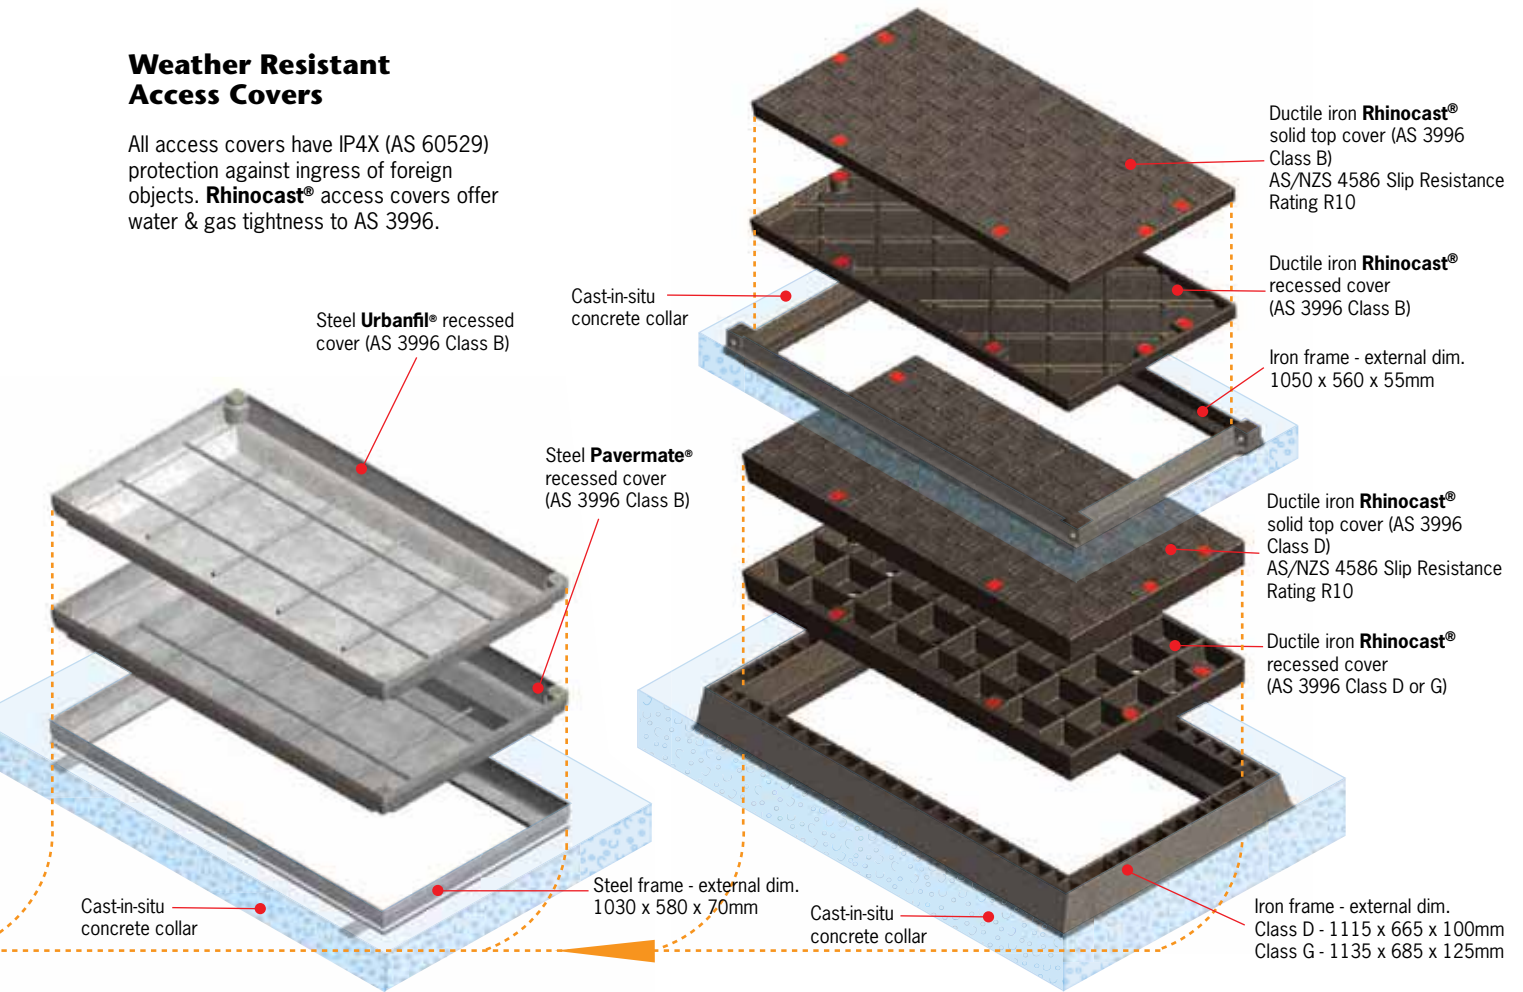 Weather Resistant
Access Covers
All access covers have IP4X (AS 60529)
protection against ingress of foreign
objects. Rhinocast® access covers offer
water & gas tightness to AS 3996.
Steel Urbanfil® recessed
cover (AS 3996 Class B)
Steel Pavermate®
recessed cover
(AS 3996 Class B)
Cast-in-situ
concrete collar
Steel frame - external dim.
1030 x 580 x 70mm
Cast-in-situ
concrete collar
Ductile iron Rhinocast®
solid top cover (AS 3996
Class B)
AS/NZS 4586 Slip Resistance
Rating R10
Ductile iron Rhinocast®
recessed cover
(AS 3996 Class B)
Iron frame - external dim.
1050 x 560 x 55mm
Ductile iron Rhinocast®
solid top cover (AS 3996
Class D)
AS/NZS 4586 Slip Resistance
Rating R10
Ductile iron Rhinocast®
recessed cover
(AS 3996 Class D or G)
Cast-in-situ
concrete collar
Iron frame - external dim.
Class D - 1115 x 665 x 100mm
Class G - 1135 x 685 x 125mm